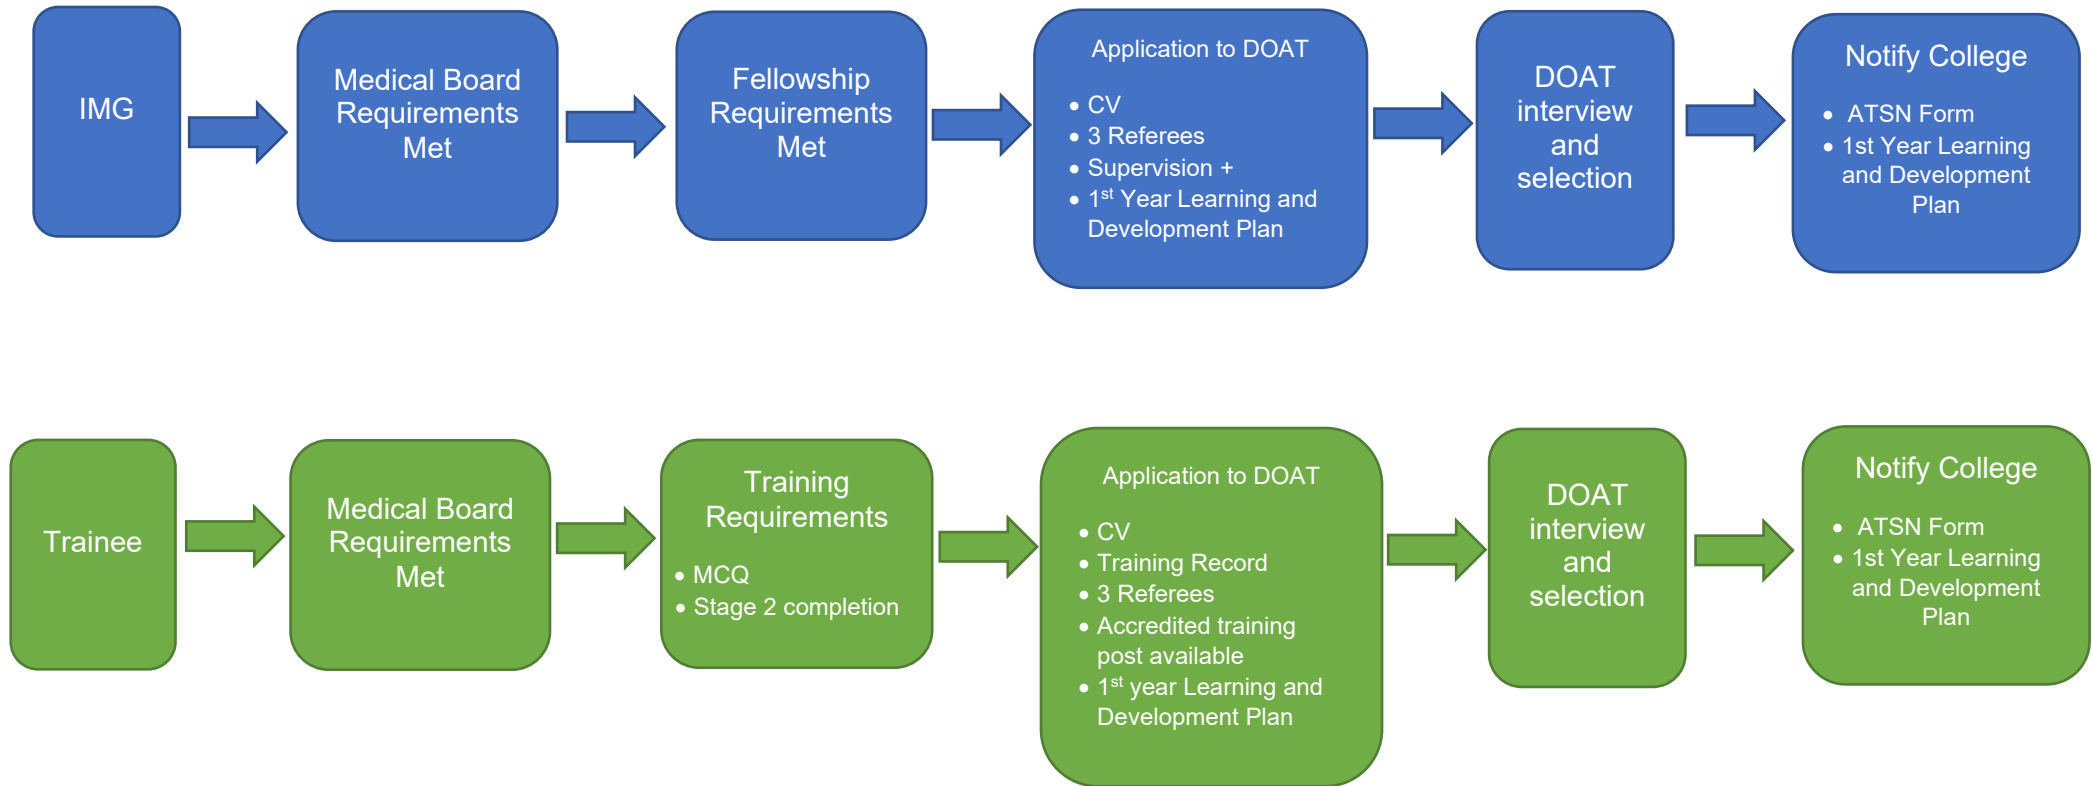 IMG
Medical Board
Requirements
Met
Fellowship
Requirements
Met
Application to DOAT
• CV
• 3 Referees
• Supervision +
• 1st Year Learning and
Development Plan
DOAT
interview
and
selection
Notify College
• ATSN Form
• 1st Year Learning
and Development
Plan
Trainee
Medical Board
Requirements
Met
Training
Requirements
• MCQ
• Stage 2 completion
Application to DOAT
• CV
• Training Record
• 3 Referees
• Accredited training
post available
• 1st year Learning and
Development Plan
DOAT
interview
and
selection
Notify College
• ATSN Form
• 1st Year Learning
and Development
Plan